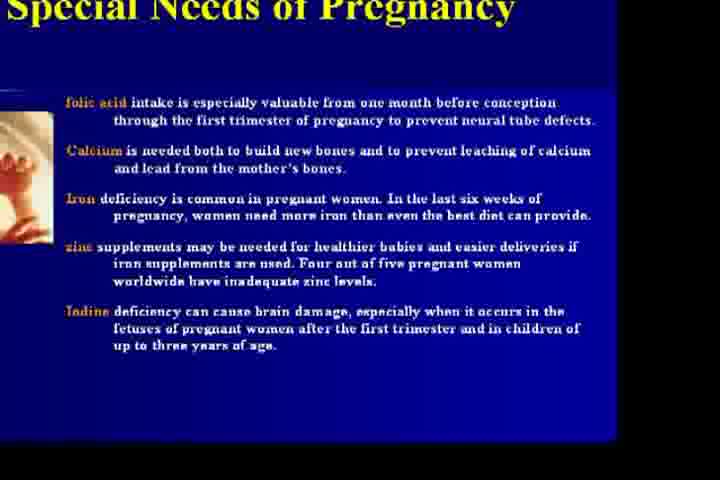 Special Needs of Pregnancy
folic acid intake is especially valuable from one month before conception
through the first trimester of pregnancy to prevent neural tube defects.
Calcium is needed both to build new bones and to prevent leaching of calcium
and lead from the mother's bones.
Iron deficiency is common in pregnant women. In the last six weeks of
pregnancy, women need more iron than even the best diet can provide.
zinc supplements may be needed for healthier babies and easier deliveries if
iron supplements are used. Four out of five pregnant women
worldwide have inadequate zinc levels.
Iodine deficiency can cause brain damage, especially when it occurs in the
fetuses of pregnant women after the first trimester and in children of
up to three years of age.